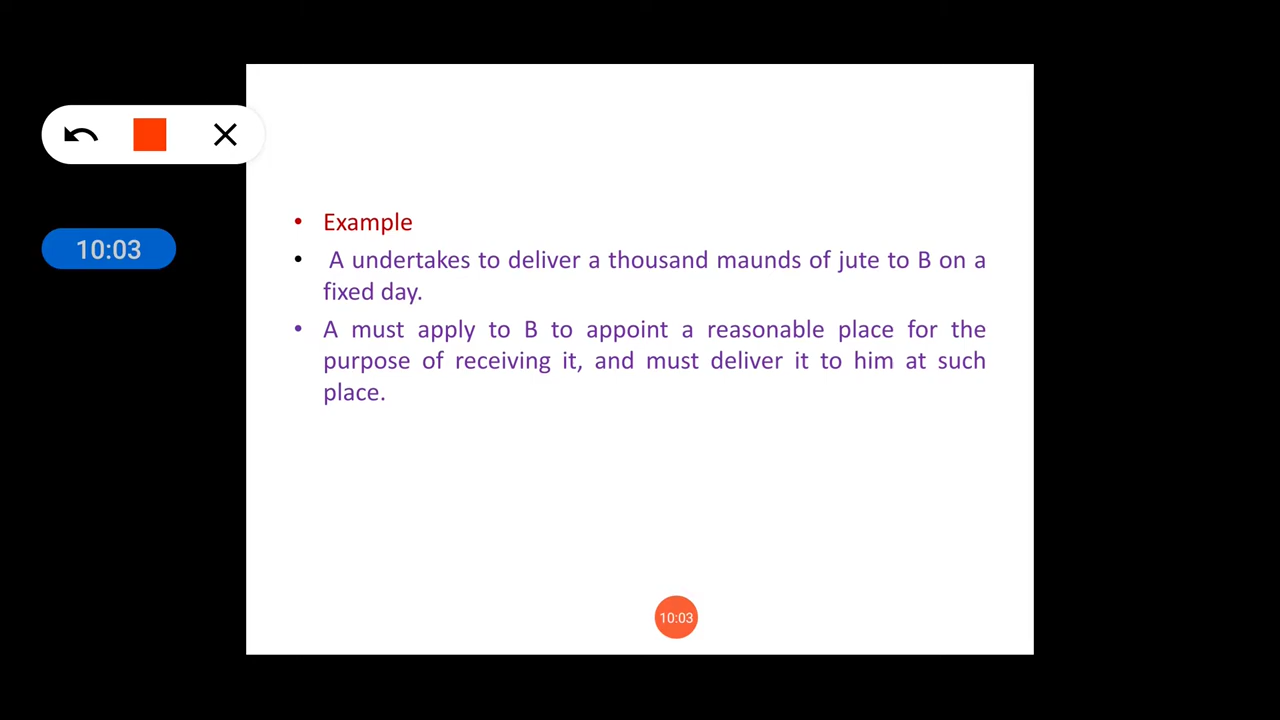 • Example
10:03
• A undertakes to deliver a thousand maunds of jute to B on a
fixed day.
• A must apply to B to appoint a reasonable place for the
purpose of receiving it, and must deliver it to him at such
place.
10:03